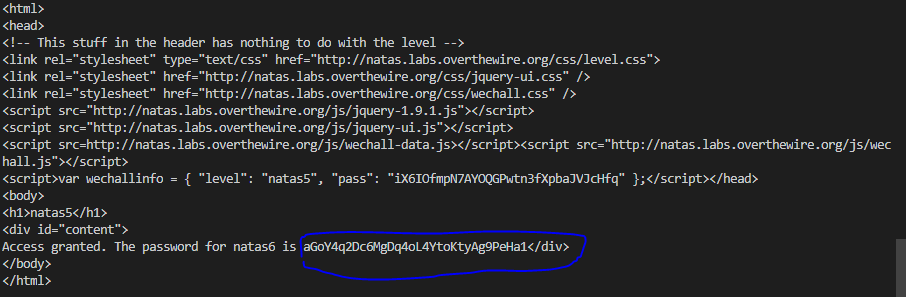 <html>
<head>
<!-- This stuff in the header has nothing to do with the level -->
<link rel="stylesheet" type="text/css" href="http://natas.labs.overthewire.org/css/level.css">
<link rel="stylesheet" href="http://natas.labs.overthewire.org/css/jquery-ui.css" />
<link rel="stylesheet" href="http://natas.labs.overthewire.org/css/wechall.css" />
<script src="http://natas.labs.overthewire.org/js/jquery-1.9.1.js"></script>
<script src="http://natas.labs.overthewire.org/js/jquery-ui.js"></script>
<script src=http://natas.labs.overthewire.org/js/wechall-data.js></script><script src="http://natas.labs.overthewire.org/js/wec
hall.js"></script>
<script>var wechallinfo = { "level": "natas5", "pass": "iX6IOfmpN7AYOQGPwtn3fXpbaJVJcHfq" };</script></head>
<body>
<h1>natas5</h1>
<div id="content">
Access granted. The password for natas6 is aGoY4q2Dc6MgDq4oL4YtoKtyAg9PeHa1</div>
</body>
</html>